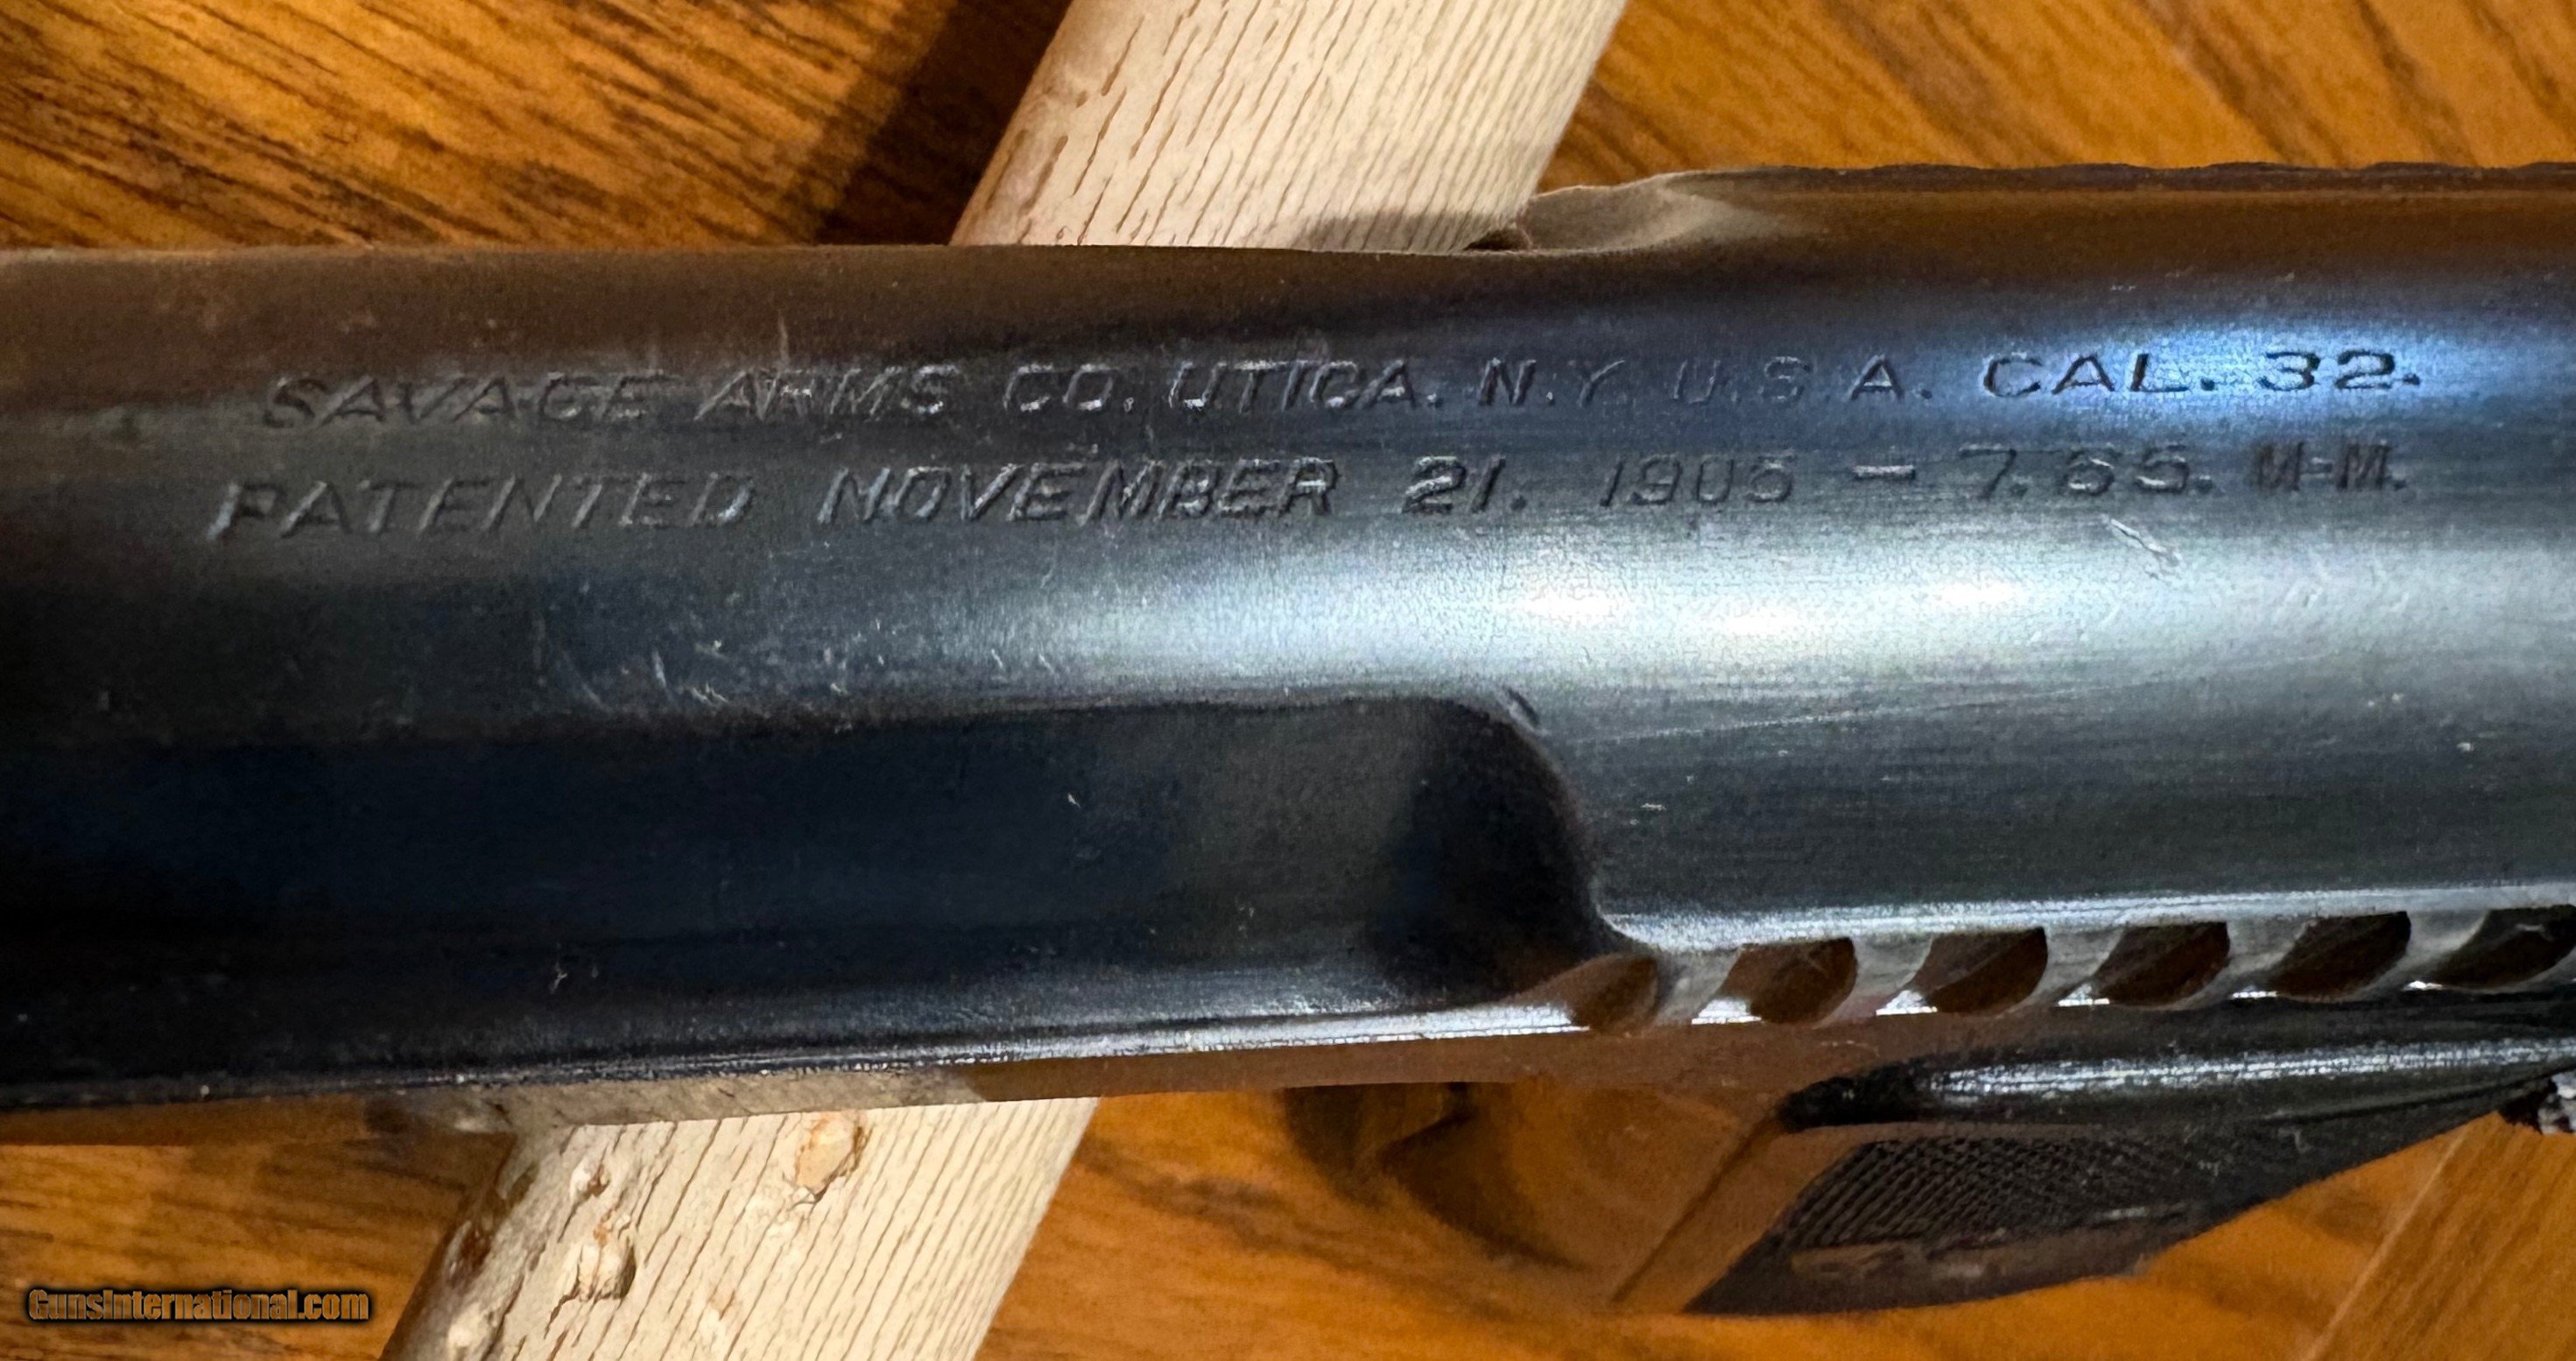 SAVAGE ARMS CO. UTICA. N.Y. U.S.A. CAL. 32.
PATENTED NOVEMBER 21. 1905 - 7.65. M-M.
GunsInternational.com